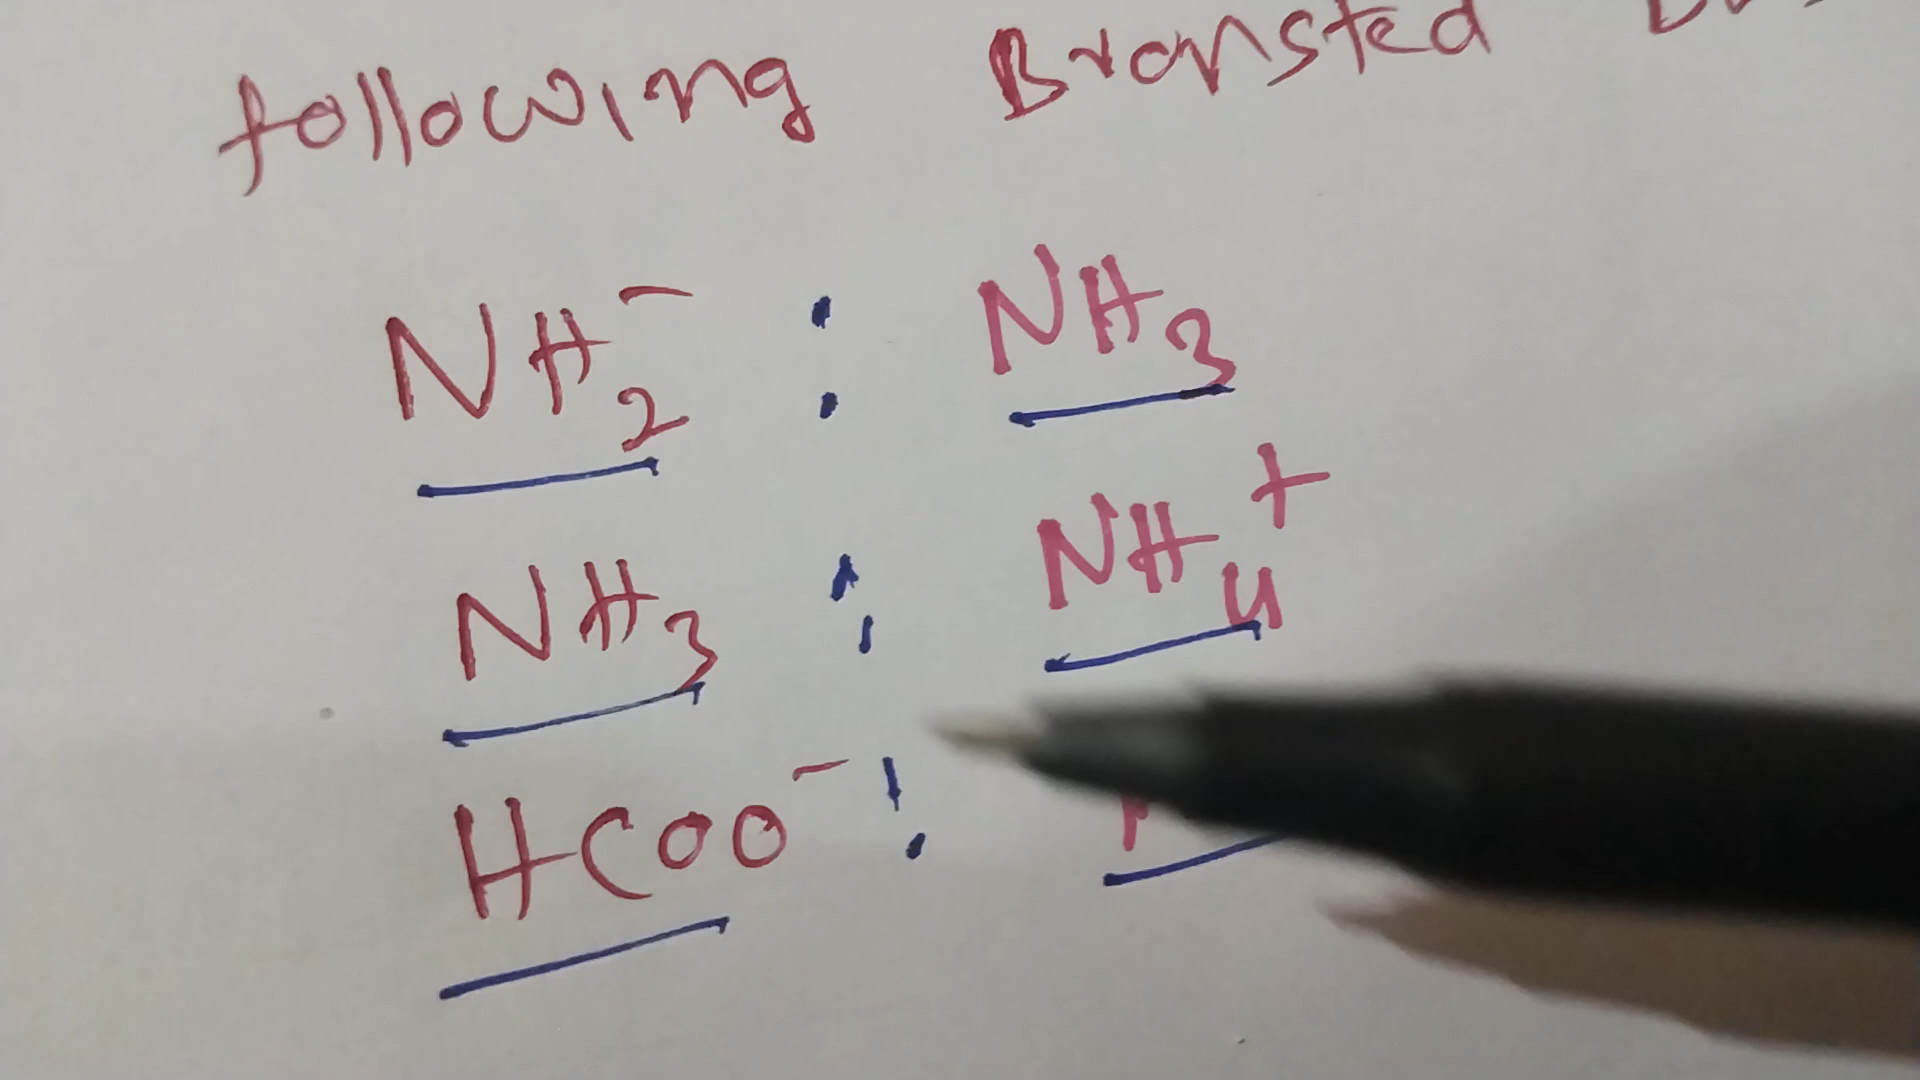 following Bronsted
NH₂⁻ : NH₃
NH₃ : NH₄⁺
HCOO⁻ :